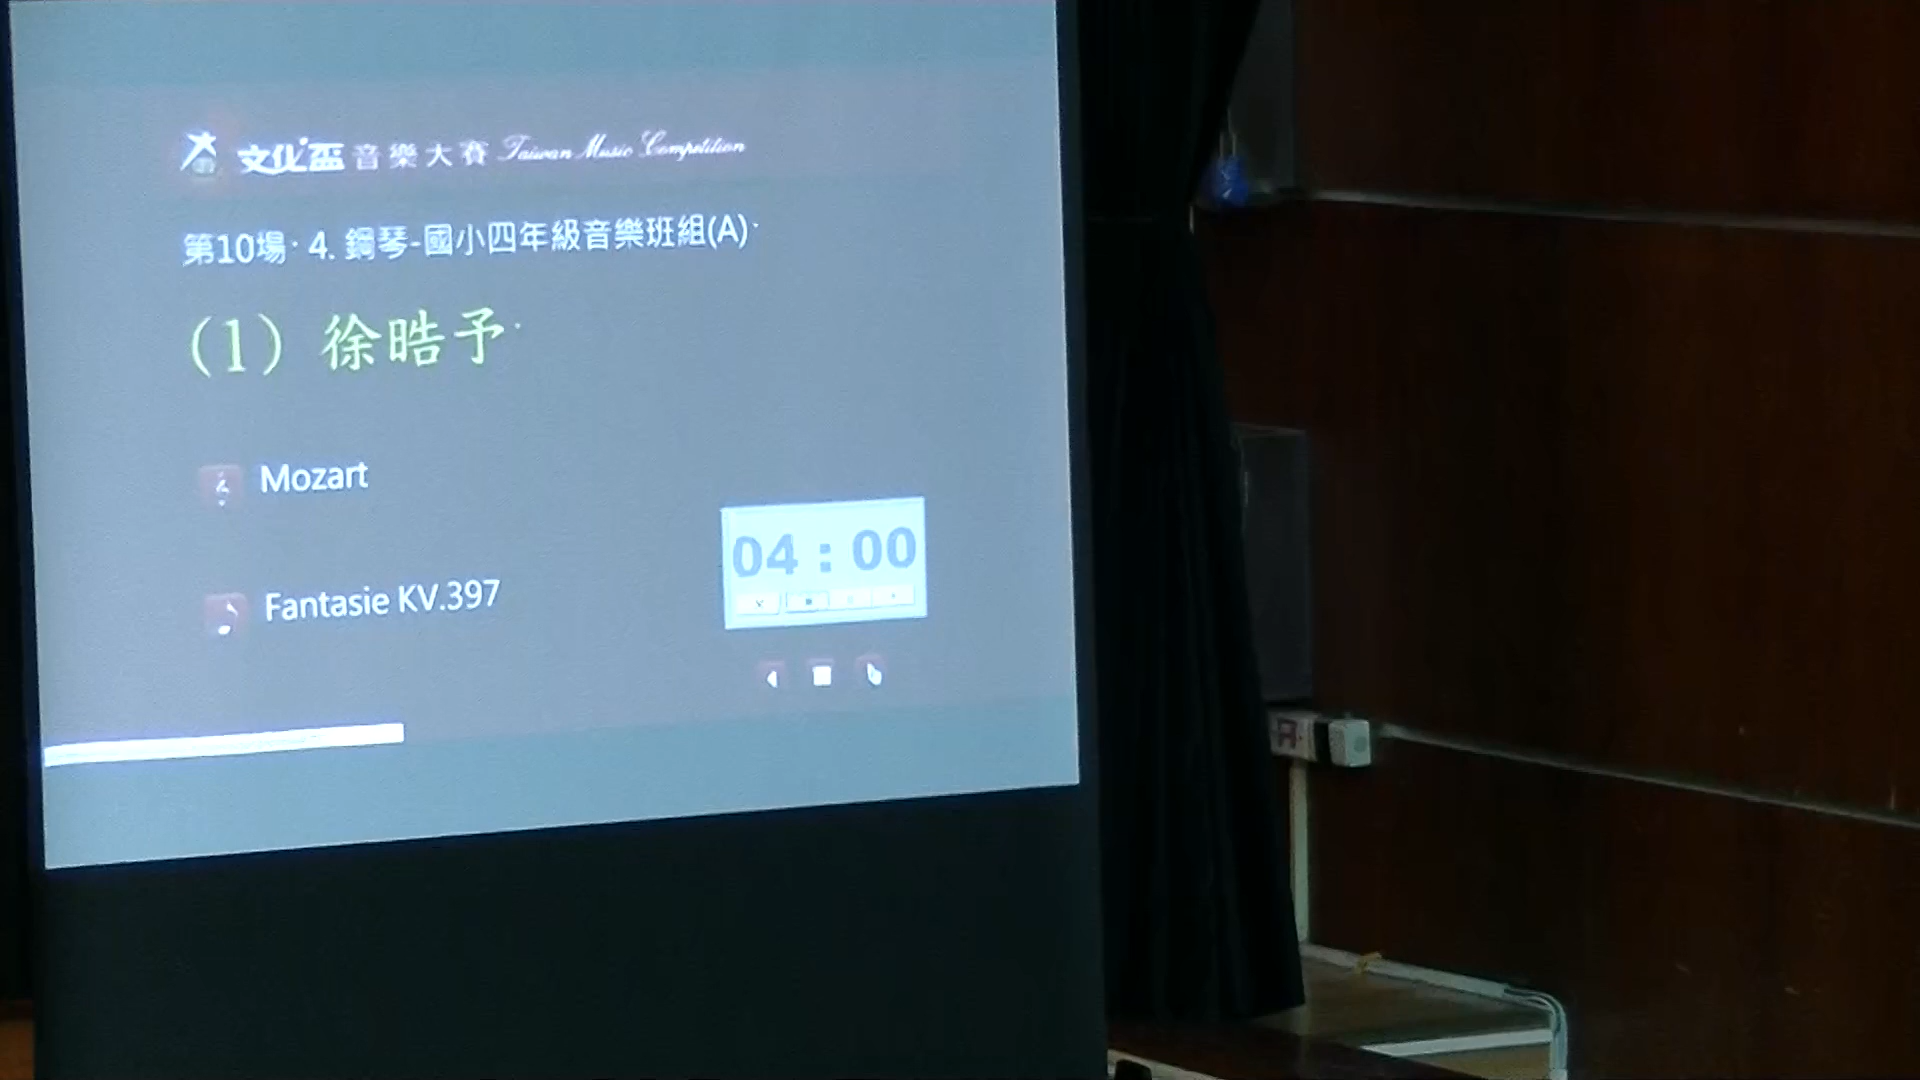 文化盃音樂大賽 Taiwan Music Competition
第10場 4. 鋼琴-國小四年級音樂班組(A)
(1) 徐晧予
Mozart
04:00
Fantasie KV.397